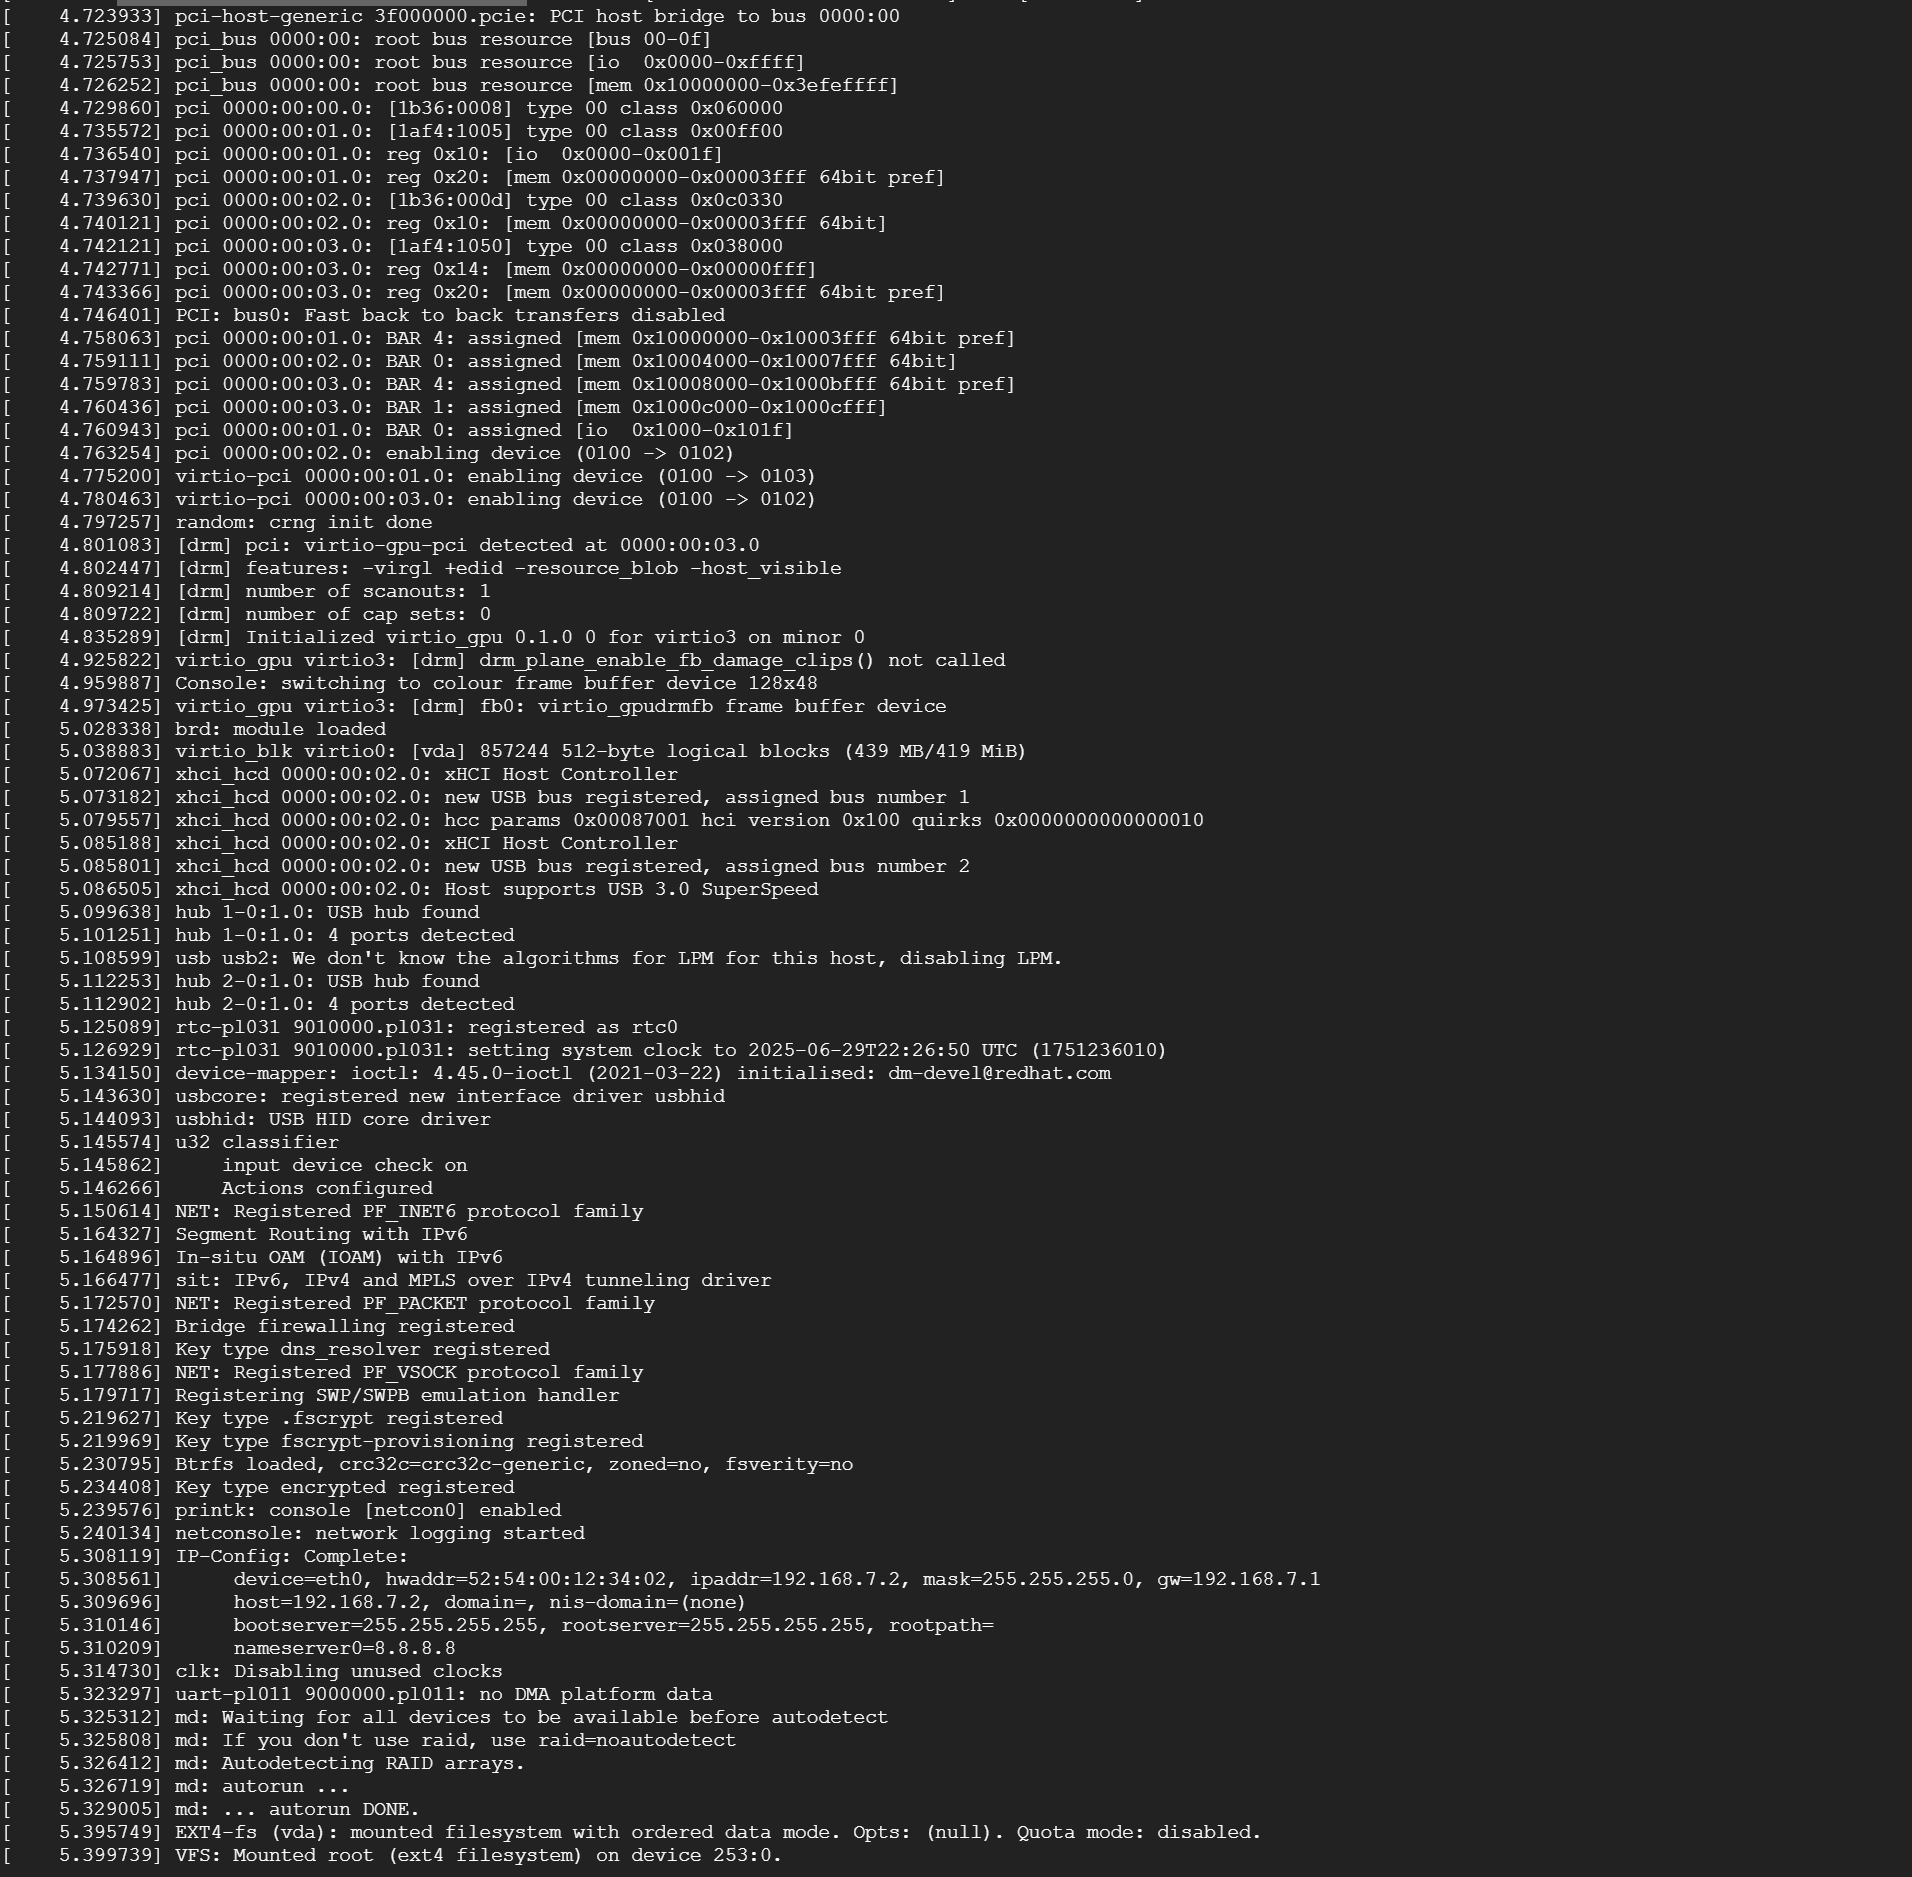 [    4.723933] pci-host-generic 3f000000.pcie: PCI host bridge to bus 0000:00
[    4.725084] pci_bus 0000:00: root bus resource [bus 00-0f]
[    4.725753] pci_bus 0000:00: root bus resource [io  0x0000-0xffff]
[    4.726252] pci_bus 0000:00: root bus resource [mem 0x10000000-0x3efeffff]
[    4.729860] pci 0000:00:00.0: [1b36:0008] type 00 class 0x060000
[    4.735572] pci 0000:00:01.0: [1af4:1005] type 00 class 0x00ff00
[    4.736540] pci 0000:00:01.0: reg 0x10: [io  0x0000-0x001f]
[    4.737947] pci 0000:00:01.0: reg 0x20: [mem 0x00000000-0x00003fff 64bit pref]
[    4.739630] pci 0000:00:02.0: [1b36:000d] type 00 class 0x0c0330
[    4.740121] pci 0000:00:02.0: reg 0x10: [mem 0x00000000-0x00003fff 64bit]
[    4.742121] pci 0000:00:03.0: [1af4:1050] type 00 class 0x038000
[    4.742771] pci 0000:00:03.0: reg 0x14: [mem 0x00000000-0x00000fff]
[    4.743366] pci 0000:00:03.0: reg 0x20: [mem 0x00000000-0x00003fff 64bit pref]
[    4.746401] PCI: bus0: Fast back to back transfers disabled
[    4.758063] pci 0000:00:01.0: BAR 4: assigned [mem 0x10000000-0x10003fff 64bit pref]
[    4.759111] pci 0000:00:02.0: BAR 0: assigned [mem 0x10004000-0x10007fff 64bit]
[    4.759783] pci 0000:00:03.0: BAR 4: assigned [mem 0x10008000-0x1000bfff 64bit pref]
[    4.760436] pci 0000:00:03.0: BAR 1: assigned [mem 0x1000c000-0x1000cfff]
[    4.760943] pci 0000:00:01.0: BAR 0: assigned [io  0x1000-0x101f]
[    4.763254] pci 0000:00:02.0: enabling device (0100 -> 0102)
[    4.775200] virtio-pci 0000:00:01.0: enabling device (0100 -> 0103)
[    4.780463] virtio-pci 0000:00:03.0: enabling device (0100 -> 0102)
[    4.797257] random: crng init done
[    4.801083] [drm] pci: virtio-gpu-pci detected at 0000:00:03.0
[    4.802447] [drm] features: -virgl +edid -resource_blob -host_visible
[    4.809214] [drm] number of scanouts: 1
[    4.809722] [drm] number of cap sets: 0
[    4.835289] [drm] Initialized virtio_gpu 0.1.0 0 for virtio3 on minor 0
[    4.925822] virtio_gpu virtio3: [drm] drm_plane_enable_fb_damage_clips() not called
[    4.959887] Console: switching to colour frame buffer device 128x48
[    4.973425] virtio_gpu virtio3: [drm] fb0: virtio_gpudrmfb frame buffer device
[    5.028338] brd: module loaded
[    5.038883] virtio_blk virtio0: [vda] 857244 512-byte logical blocks (439 MB/419 MiB)
[    5.072067] xhci_hcd 0000:00:02.0: xHCI Host Controller
[    5.073182] xhci_hcd 0000:00:02.0: new USB bus registered, assigned bus number 1
[    5.079557] xhci_hcd 0000:00:02.0: hcc params 0x00087001 hci version 0x100 quirks 0x0000000000000010
[    5.085188] xhci_hcd 0000:00:02.0: xHCI Host Controller
[    5.085801] xhci_hcd 0000:00:02.0: new USB bus registered, assigned bus number 2
[    5.086505] xhci_hcd 0000:00:02.0: Host supports USB 3.0 SuperSpeed
[    5.099638] hub 1-0:1.0: USB hub found
[    5.101251] hub 1-0:1.0: 4 ports detected
[    5.108599] usb usb2: We don't know the algorithms for LPM for this host, disabling LPM.
[    5.112253] hub 2-0:1.0: USB hub found
[    5.112902] hub 2-0:1.0: 4 ports detected
[    5.125089] rtc-pl031 9010000.pl031: registered as rtc0
[    5.126929] rtc-pl031 9010000.pl031: setting system clock to 2025-06-29T22:26:50 UTC (1751236010)
[    5.134150] device-mapper: ioctl: 4.45.0-ioctl (2021-03-22) initialised: dm-devel@redhat.com
[    5.143630] usbcore: registered new interface driver usbhid
[    5.144093] usbhid: USB HID core driver
[    5.145574] u32 classifier
[    5.145862]     input device check on
[    5.146266]     Actions configured
[    5.150614] NET: Registered PF_INET6 protocol family
[    5.164327] Segment Routing with IPv6
[    5.164896] In-situ OAM (IOAM) with IPv6
[    5.166477] sit: IPv6, IPv4 and MPLS over IPv4 tunneling driver
[    5.172570] NET: Registered PF_PACKET protocol family
[    5.174262] Bridge firewalling registered
[    5.175918] Key type dns_resolver registered
[    5.177886] NET: Registered PF_VSOCK protocol family
[    5.179717] Registering SWP/SWPB emulation handler
[    5.219627] Key type .fscrypt registered
[    5.219969] Key type fscrypt-provisioning registered
[    5.230795] Btrfs loaded, crc32c=crc32c-generic, zoned=no, fsverity=no
[    5.234408] Key type encrypted registered
[    5.239576] printk: console [netcon0] enabled
[    5.240134] netconsole: network logging started
[    5.308119] IP-Config: Complete:
[    5.308561]      device=eth0, hwaddr=52:54:00:12:34:02, ipaddr=192.168.7.2, mask=255.255.255.0, gw=192.168.7.1
[    5.309696]      host=192.168.7.2, domain=, nis-domain=(none)
[    5.310146]      bootserver=255.255.255.255, rootserver=255.255.255.255, rootpath=
[    5.310209]      nameserver0=8.8.8.8
[    5.314730] clk: Disabling unused clocks
[    5.323297] uart-pl011 9000000.pl011: no DMA platform data
[    5.325312] md: Waiting for all devices to be available before autodetect
[    5.325808] md: If you don't use raid, use raid=noautodetect
[    5.326412] md: Autodetecting RAID arrays.
[    5.326719] md: autorun ...
[    5.329005] md: ... autorun DONE.
[    5.395749] EXT4-fs (vda): mounted filesystem with ordered data mode. Opts: (null). Quota mode: disabled.
[    5.399739] VFS: Mounted root (ext4 filesystem) on device 253:0.